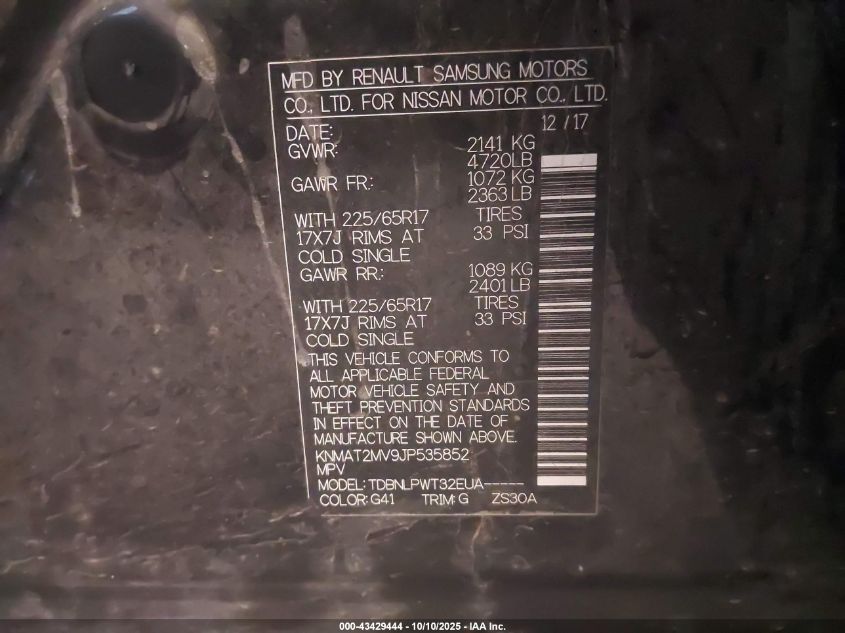 MFD BY RENAULT SAMSUNG MOTORS
CO., LTD. FOR NISSAN MOTOR CO., LTD.
DATE: 12 / 17
GVWR: 2141 KG
4720LB
GAWR FR.: 1072 KG
2363 LB
WITH 225/65R17 TIRES
17X7J RIMS AT 33 PSI
COLD SINGLE
GAWR RR.: 1089 KG
2401 LB
WITH 225/65R17 TIRES
17X7J RIMS AT 33 PSI
COLD SINGLE
THIS VEHICLE CONFORMS TO
ALL APPLICABLE FEDERAL
MOTOR VEHICLE SAFETY AND
THEFT PREVENTION STANDARDS
IN EFFECT ON THE DATE OF
MANUFACTURE SHOWN ABOVE.
KNMAT2MV9JP535852
MPV
MODEL: TDBNLPWT32EUA-----
COLOR: G41 TRIM: G ZS30A
000-43429444 - 10/10/2025 - IAA Inc.